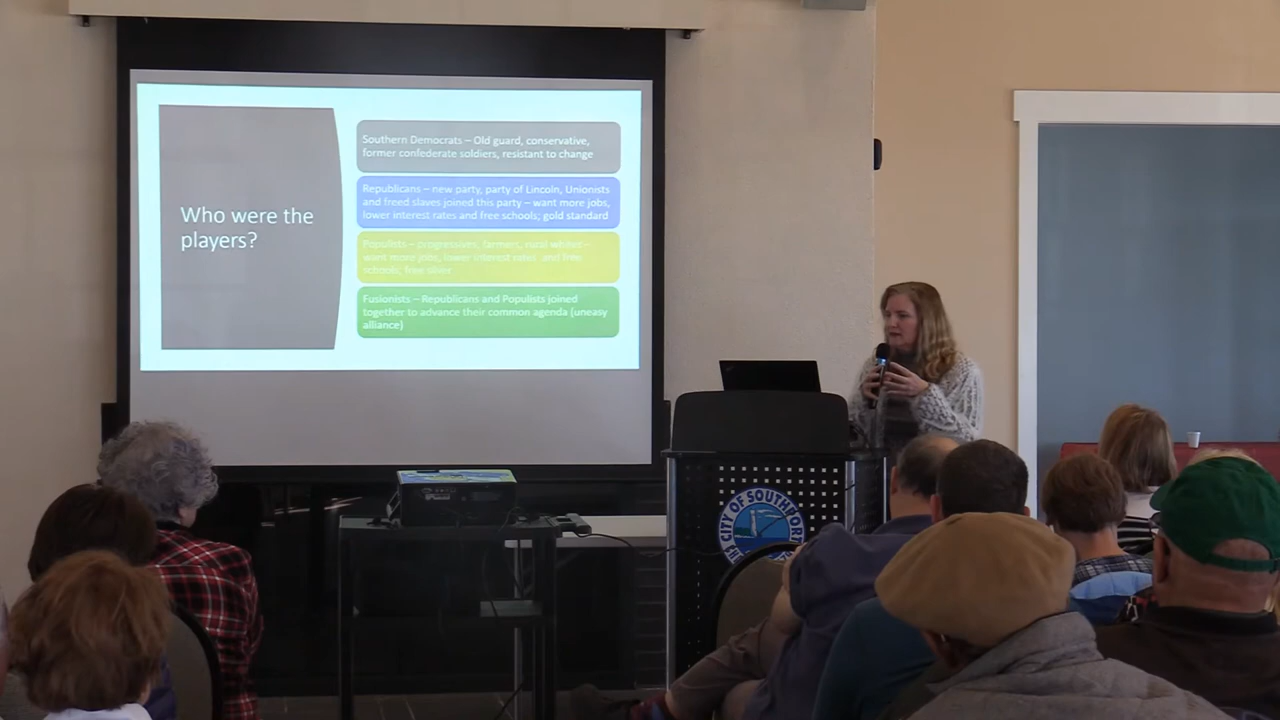 Who were the
players?
Southern Democrats – Old guard, conservative,
former confederate soldiers, resistant to change
Republicans – new party, party of Lincoln, Unionists
and freed slaves joined this party – want more jobs,
lower interest rates and free schools; gold standard
Populists – progressives, farmers, rural whites –
want more jobs, lower interest rates and free
schools; free silver
Fusionists – Republicans and Populists joined
together to advance their common agenda (uneasy
alliance)
CITY OF SOUTHPORT